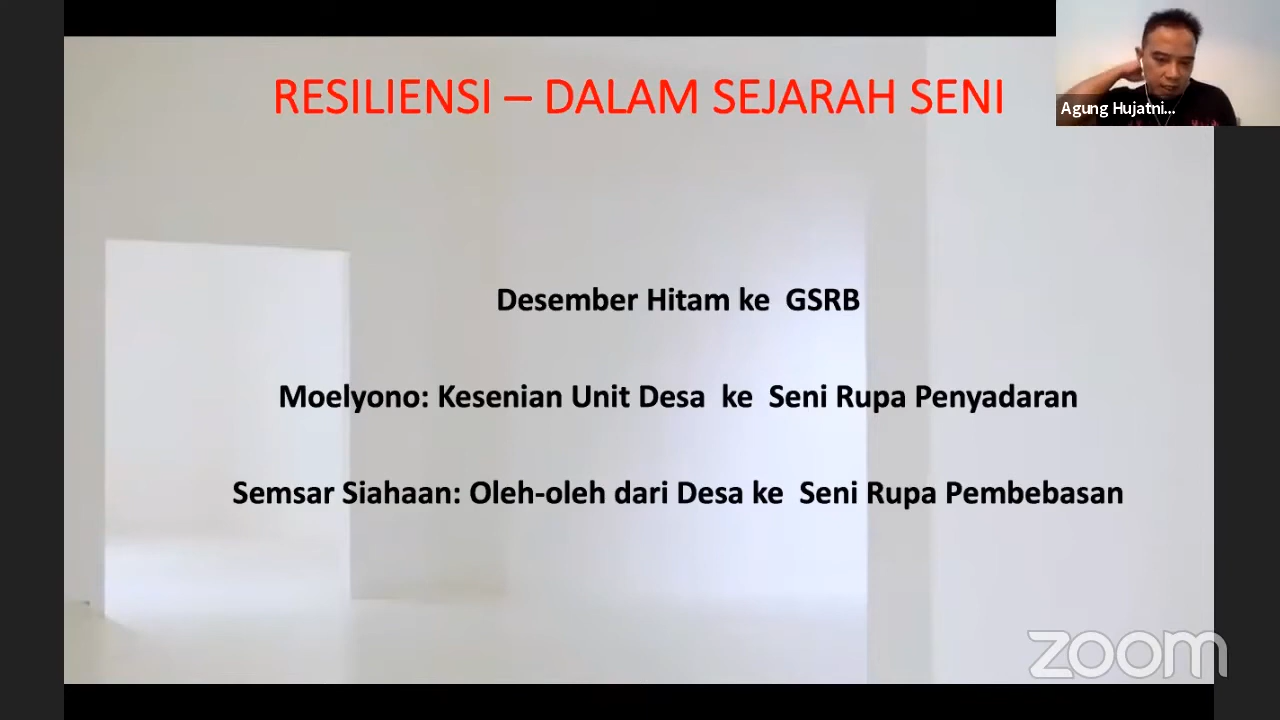 RESILIENSI – DALAM SEJARAH SENI
Agung Hujatni...
Desember Hitam ke GSRB
Moelyono: Kesenian Unit Desa ke Seni Rupa Penyadaran
Semsar Siahaan: Oleh-oleh dari Desa ke Seni Rupa Pembebasan
zoom